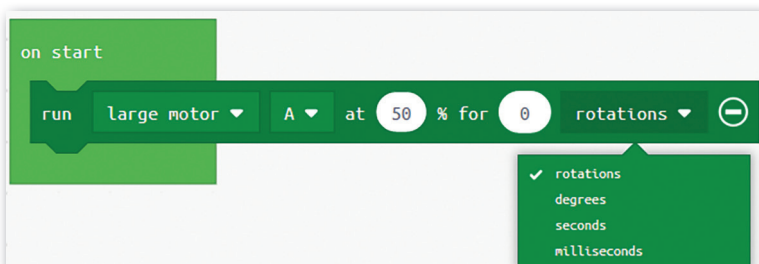 on start
run large motor A at 50 % for 0 rotations
rotations
degrees
seconds
milliseconds